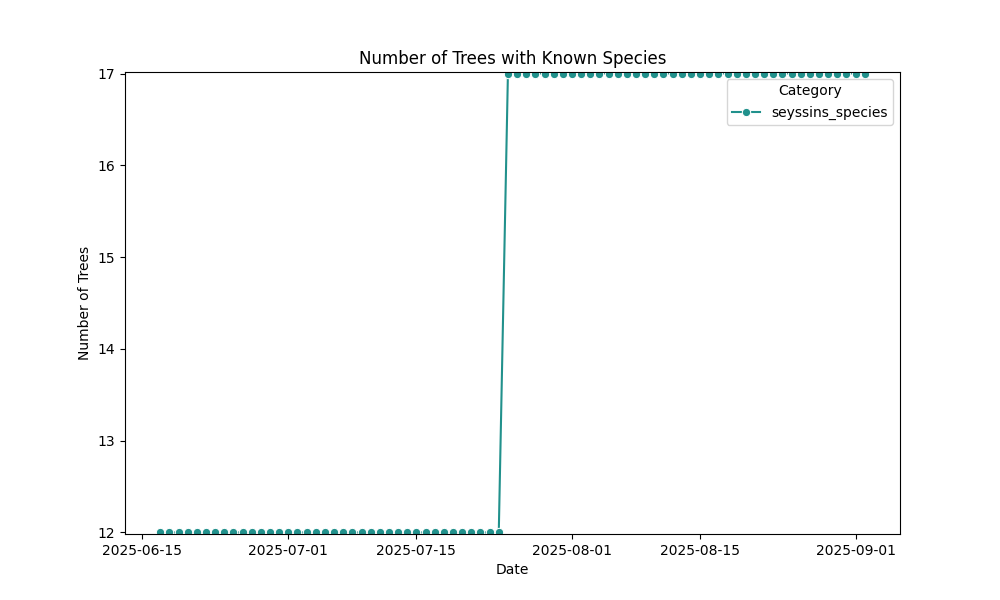 Number of Trees with Known Species
Category
seyssins_species
Number of Trees
17
16
15
14
13
12
2025-06-15
2025-07-01
2025-07-15
2025-08-01
2025-08-15
2025-09-01
Date